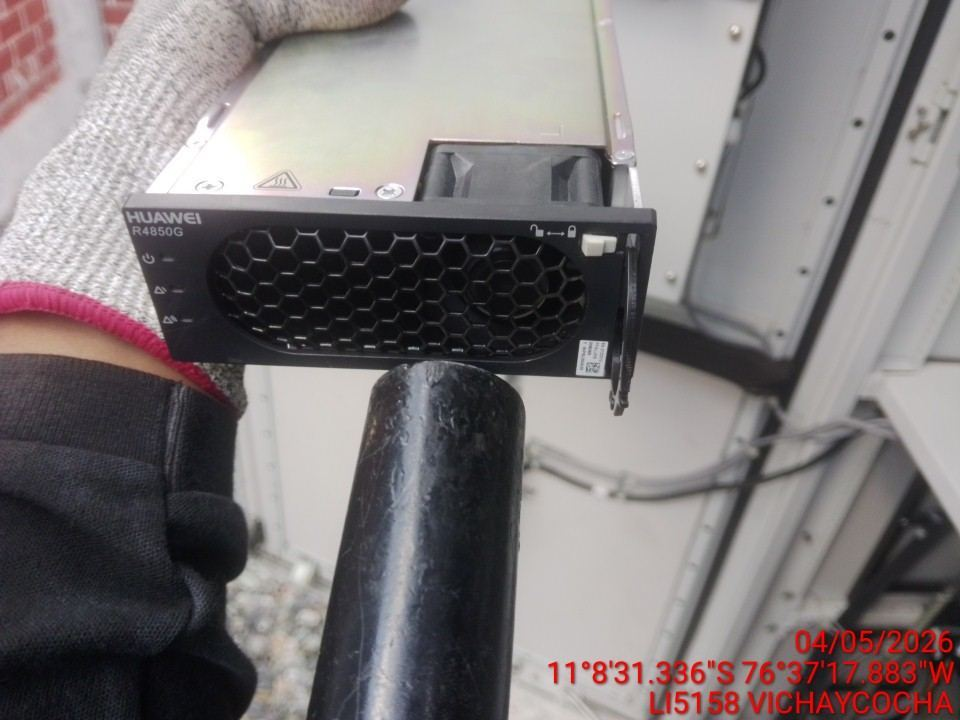 HUAWEI
R4850G
04/05/2026
11°8'31.336"S 76°37'17.883"W
LI5158 VICHAYCOCHA